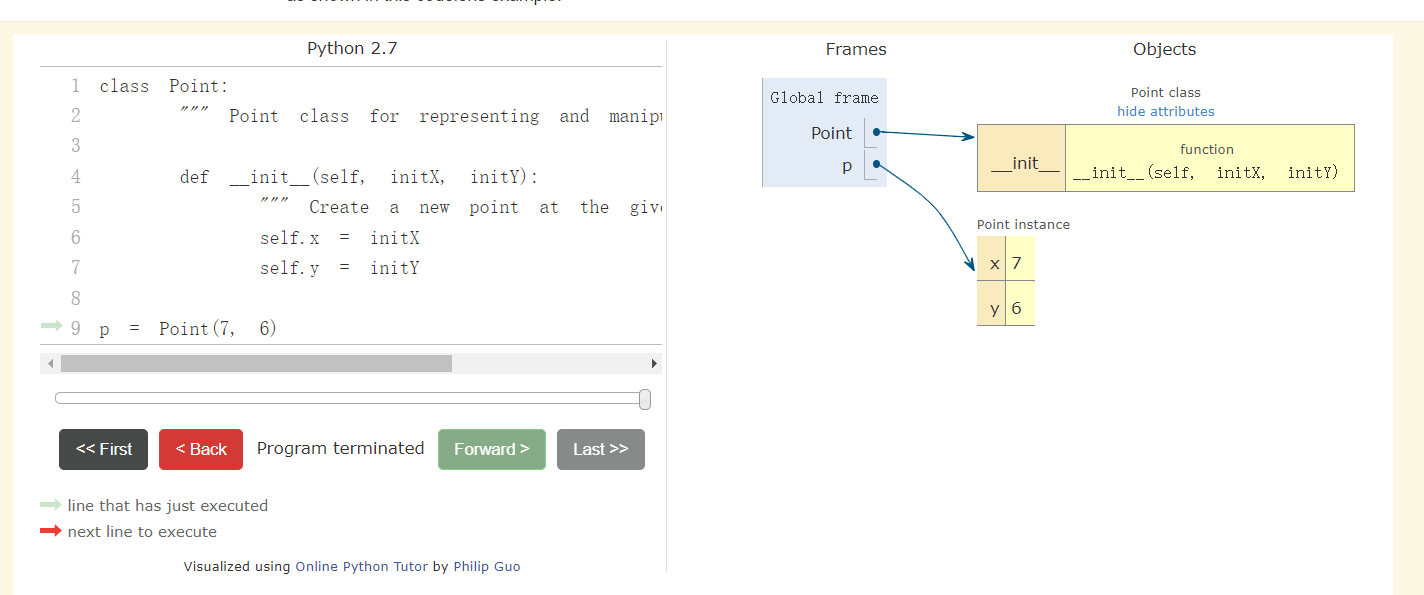 Python 2.7
1 class Point:
2 """ Point class for representing and manipu
3
4 def __init__(self, initX, initY):
5 """ Create a new point at the give
6 self.x = initX
7 self.y = initY
8
9 p = Point(7, 6)
<< First < Back Program terminated Forward > Last >>
line that has just executed
next line to execute
Visualized using Online Python Tutor by Philip Guo
Frames
Global frame
Point
p
Objects
Point class
hide attributes
__init__
function
__init__(self, initX, initY)
Point instance
x 7
y 6